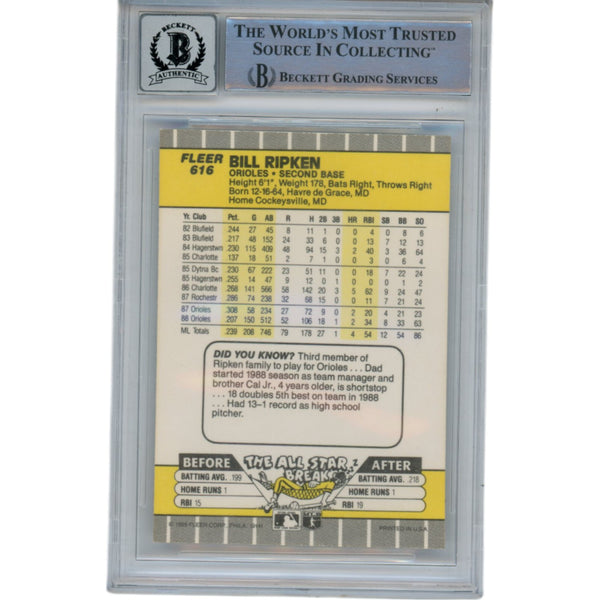 BECKETT
B
AUTHENTIC
THE WORLD'S MOST TRUSTED
SOURCE IN COLLECTING™
B BECKETT GRADING SERVICES
FLEER
616
BILL RIPKEN
ORIOLES • SECOND BASE
Height 6'1", Weight 178, Bats Right, Throws Right
Born 12-16-64, Havre de Grace, MD
Home Cockeysville, MD
Yr. Club Pct. G AB R H 2B 3B HR RBI SB BB SO
82 Blufield .244 27 45 8 11 1 0 0 4 0 8 6
83 Blufield .217 48 152 24 33 6 0 0 13 7 12 13
84 Hagerstwn .230 115 409 48 94 15 3 2 40 3 36 64
85 Charlotte .137 18 51 2 7 1 0 0 3 0 6 4
85 Dytna Bc .230 67 222 23 51 11 0 0 18 7 22 24
85 Hagerstwn .255 14 47 9 12 0 1 0 0 0 6 3
86 Charlotte .268 141 566 58 142 20 3 5 62 9 24 47
87 Rochestr .286 74 238 32 68 15 0 0 11 7 21 24
87 Orioles .308 58 234 27 72 9 0 2 20 4 21 23
88 Orioles .207 150 512 52 106 18 1 2 34 8 33 63
ML Totals .239 208 746 79 178 27 1 4 54 12 54 86
DID YOU KNOW? Third member of
Ripken family to play for Orioles . . . Dad
started 1988 season as team manager and
brother Cal Jr., 4 years older, is shortstop
. . . 18 doubles 5th best on team in 1988
. . . Had 13–1 record as high school
pitcher.
BEFORE THE ALL STAR BREAK AFTER
BATTING AVG. .199 BATTING AVG. .218
HOME RUNS 1 HOME RUNS 1
RBI 15 RBI 19
© 1989 FLEER CORP., PHILA. 19141 PRINTED IN U.S.A.